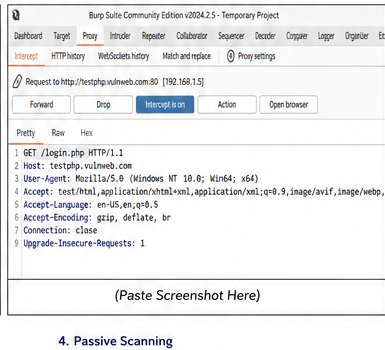 Burp Suite Community Edition v2024.2.5 - Temporary Project
Dashboard Target Proxy Intruder Repeater Collaborator Sequencer Decoder Logger Organizer
Intercept HTTP history WebSockets history Match and replace Proxy settings
Request to http://testphp.vulnweb.com:80 [192.168.1.5]
Forward Drop Intercept is on Action Open browser
Pretty Raw Hex
1 GET /login.php HTTP/1.1
2 Host: testphp.vulnweb.com
3 User-Agent: Mozilla/5.0 (Windows NT 10.0; Win64; x64)
4 Accept: test/html,application/xhtml+xml,application/xml;q=0.9,image/avif,image/webp,
5 Accept-Language: en-US,en;q=0.5
6 Accept-Encoding: gzip, deflate, br
7 Connection: close
9 Upgrade-Insecure-Requests: 1
(Paste Screenshot Here)
4. Passive Scanning